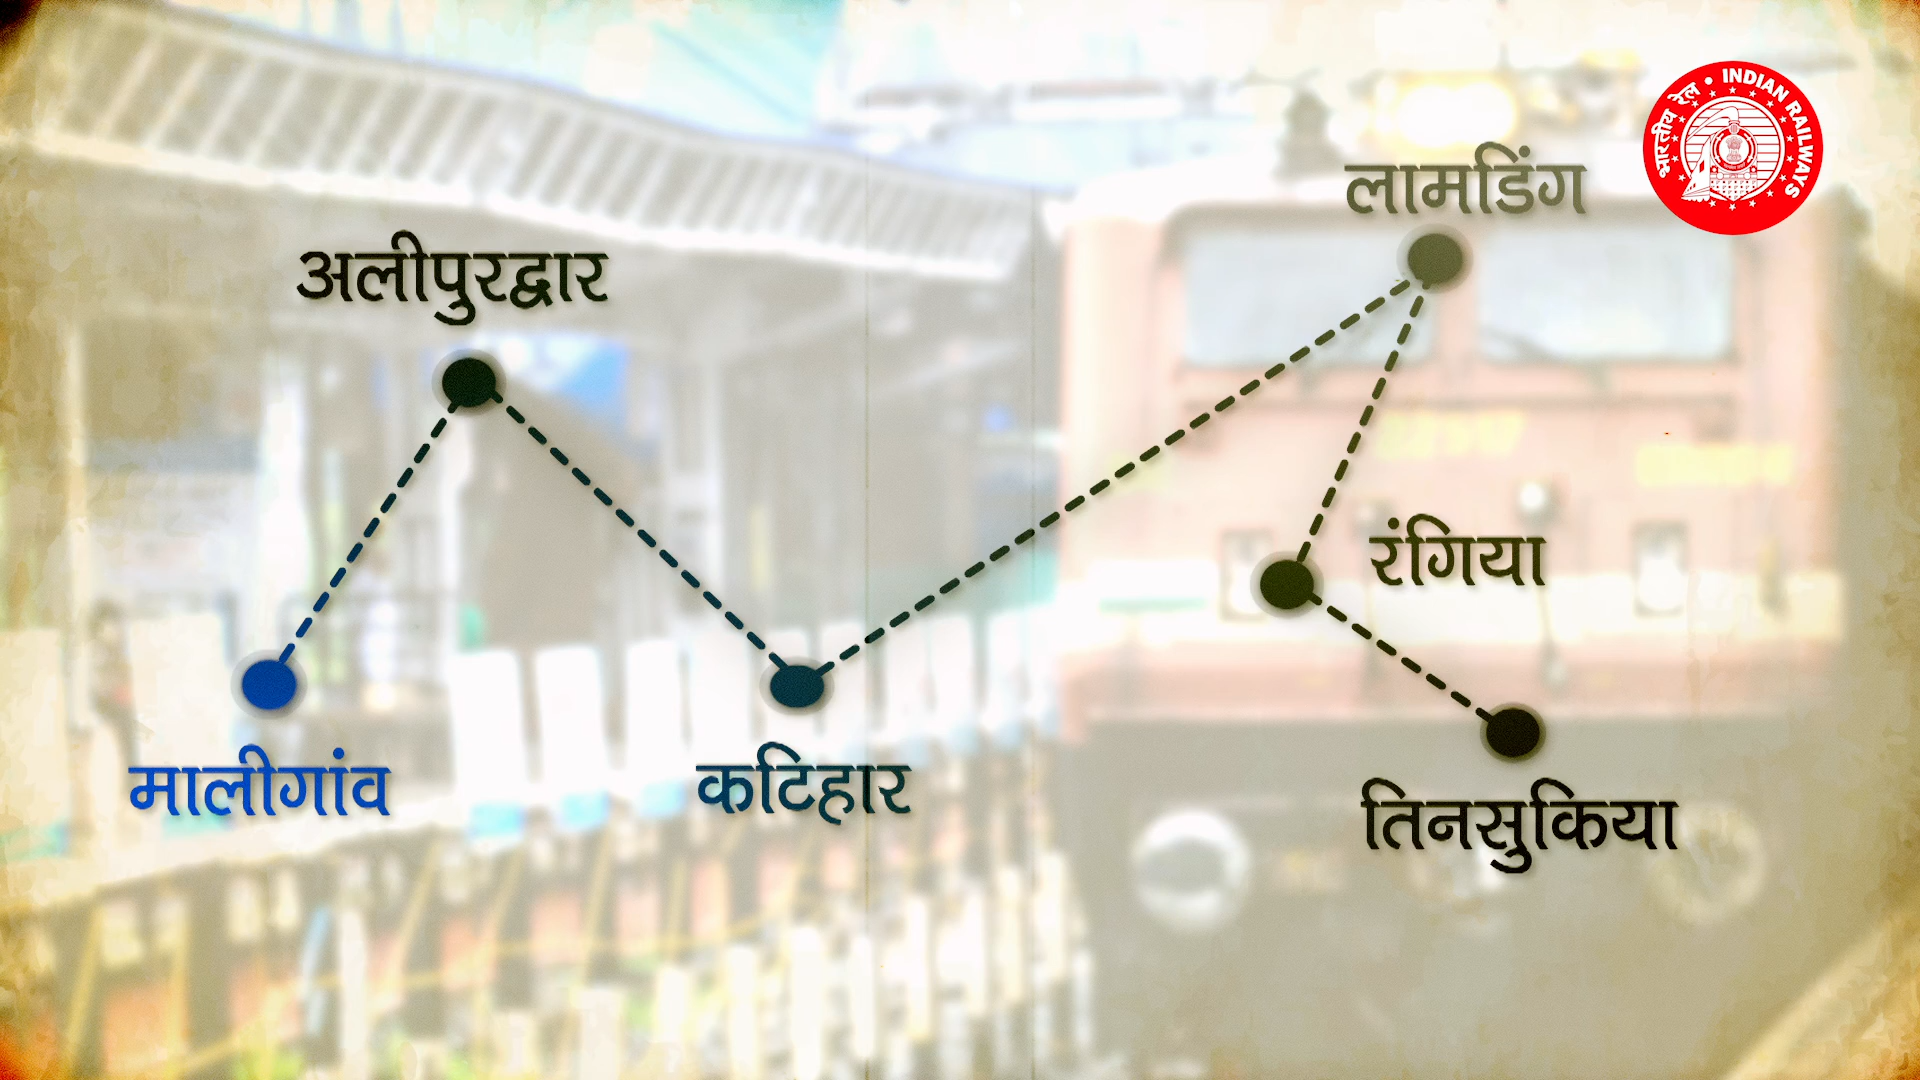 भारतीय रेल • INDIAN RAILWAYS
लामडिंग
अलीपुरद्वार
रंगिया
मालीगांव
कटिहार
तिनसुकिया